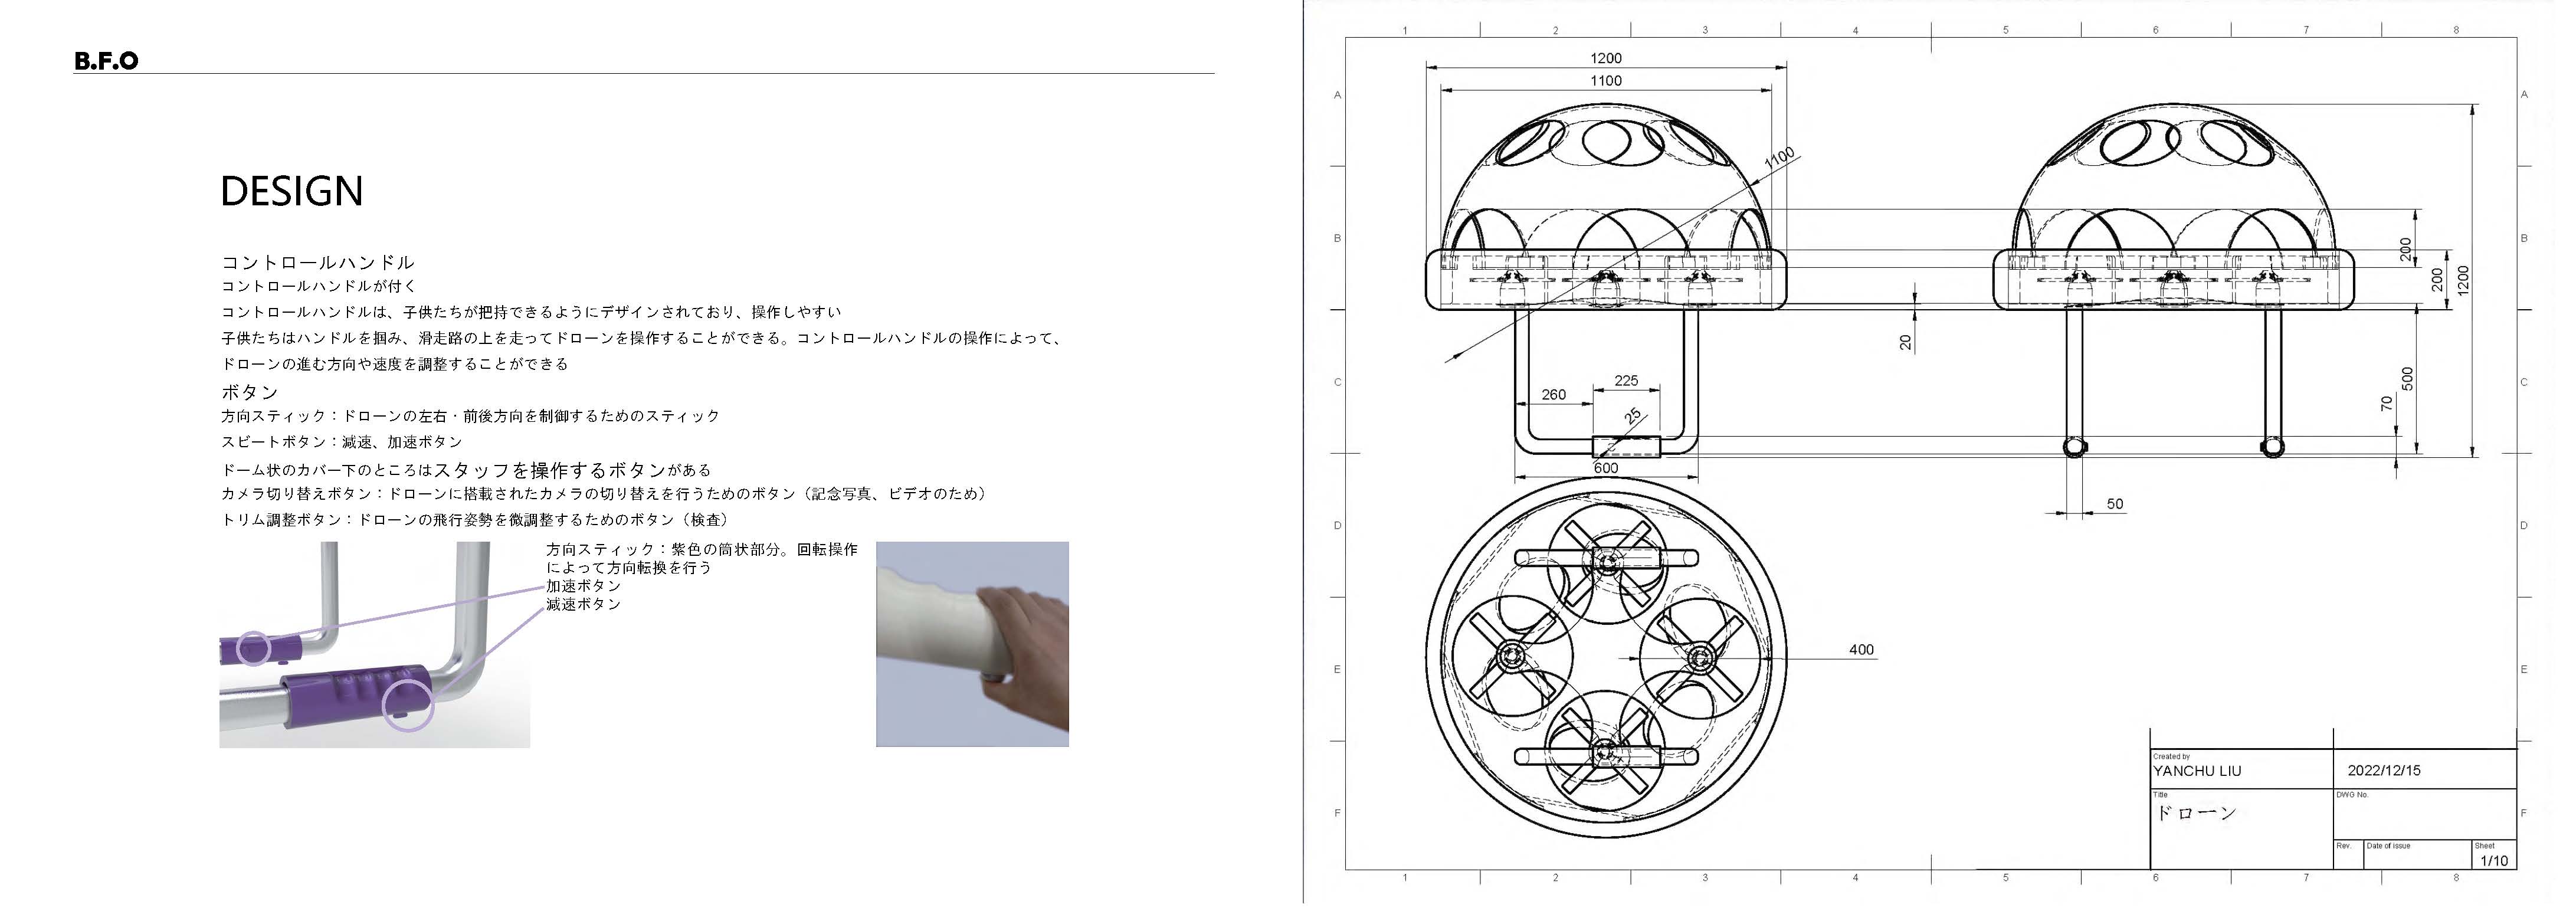 B.F.O
DESIGN
コントロールハンドル
コントロールハンドルが付く
コントロールハンドルは、子供たちが把持できるようにデザインされており、操作しやすい
子供たちはハンドルを掴み、滑走路の上を走ってドローンを操作することができる。コントロールハンドルの操作によって、
ドローンの進む方向や速度を調整することができる
ボタン
方向スティック：ドローンの左右・前後方向を制御するためのスティック
スピートボタン：減速、加速ボタン
ドーム状のカバー下のところはスタッフを操作するボタンがある
カメラ切り替えボタン：ドローンに搭載されたカメラの切り替えを行うためのボタン（記念写真、ビデオのため）
トリム調整ボタン：ドローンの飛行姿勢を微調整するためのボタン（検査）
方向スティック：紫色の筒状部分。回転操作
によって方向転換を行う
加速ボタン
減速ボタン
1 2 3 4 5 6 7 8
A
B
C
D
E
F
1200
1100
1100
260
225
25
600
20
200
200
1200
500
70
50
400
A
B
C
D
E
F
Created by
YANCHU LIU
2022/12/15
Title
ドローン
DWG No.
Rev.
Date of issue
Sheet
1/10
1 2 3 4 5 6 7 8